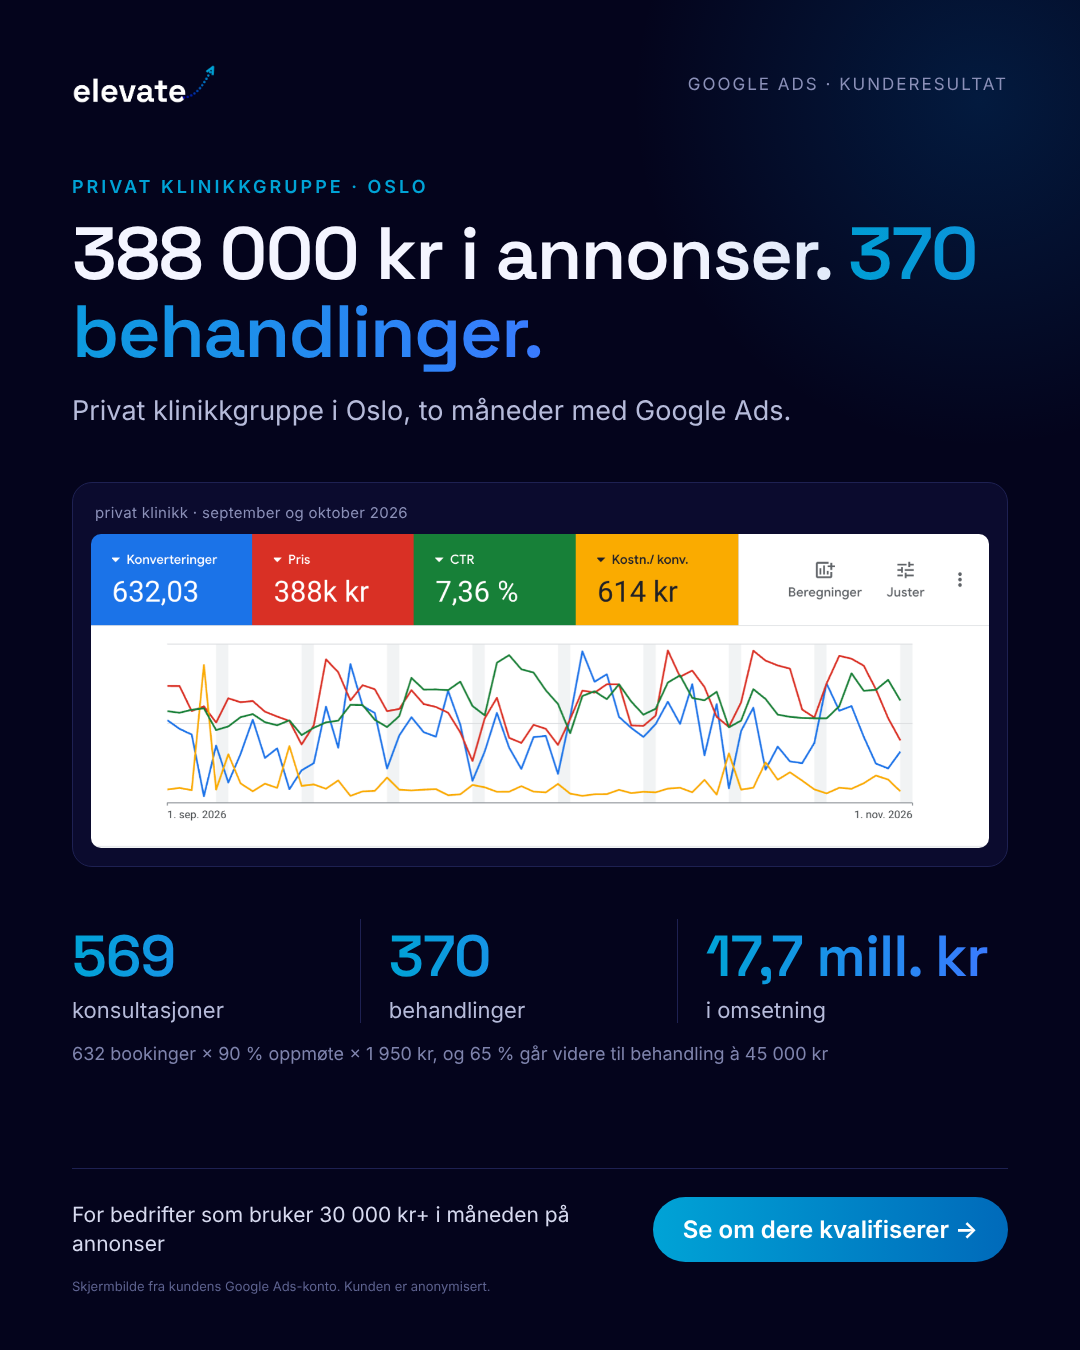 elevate
GOOGLE ADS · KUNDERESULTAT
PRIVAT KLINIKKGRUPPE · OSLO
388 000 kr i annonser. 370
behandlinger.
Privat klinikkgruppe i Oslo, to måneder med Google Ads.
privat klinikk · september og oktober 2026
Konverteringer
632,03
Pris
388k kr
CTR
7,36 %
Kostn./ konv.
614 kr
Beregninger
Juster
1. sep. 2026
1. nov. 2026
569
konsultasjoner
370
behandlinger
17,7 mill. kr
i omsetning
632 bookinger × 90 % oppmøte × 1 950 kr, og 65 % går videre til behandling à 45 000 kr
For bedrifter som bruker 30 000 kr+ i måneden på
annonser
Se om dere kvalifiserer →
Skjermbilde fra kundens Google Ads-konto. Kunden er anonymisert.